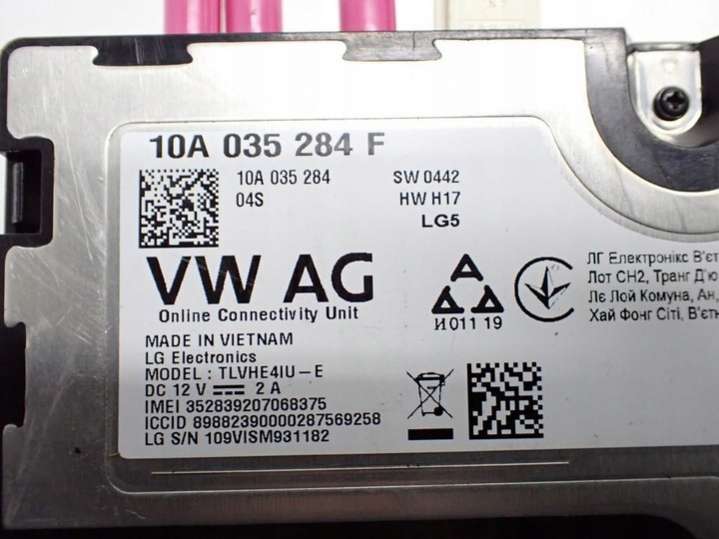 10A 035 284 F
10A 035 284
04S
SW 0442
HW H17
LG5
VW AG
Online Connectivity Unit
И011 19
ЛГ Електронікс В'єт
Лот СН2, Транг Д'ю
Лє Лой Комуна, Ан,
Хай Фонг Сіті, В'єтн
MADE IN VIETNAM
LG Electronics
MODEL : TLVHE4IU-E
DC 12 V ⎓ 2 A
IMEI 352839207068375
ICCID 89882390000287569258
LG S/N 109VISM931182